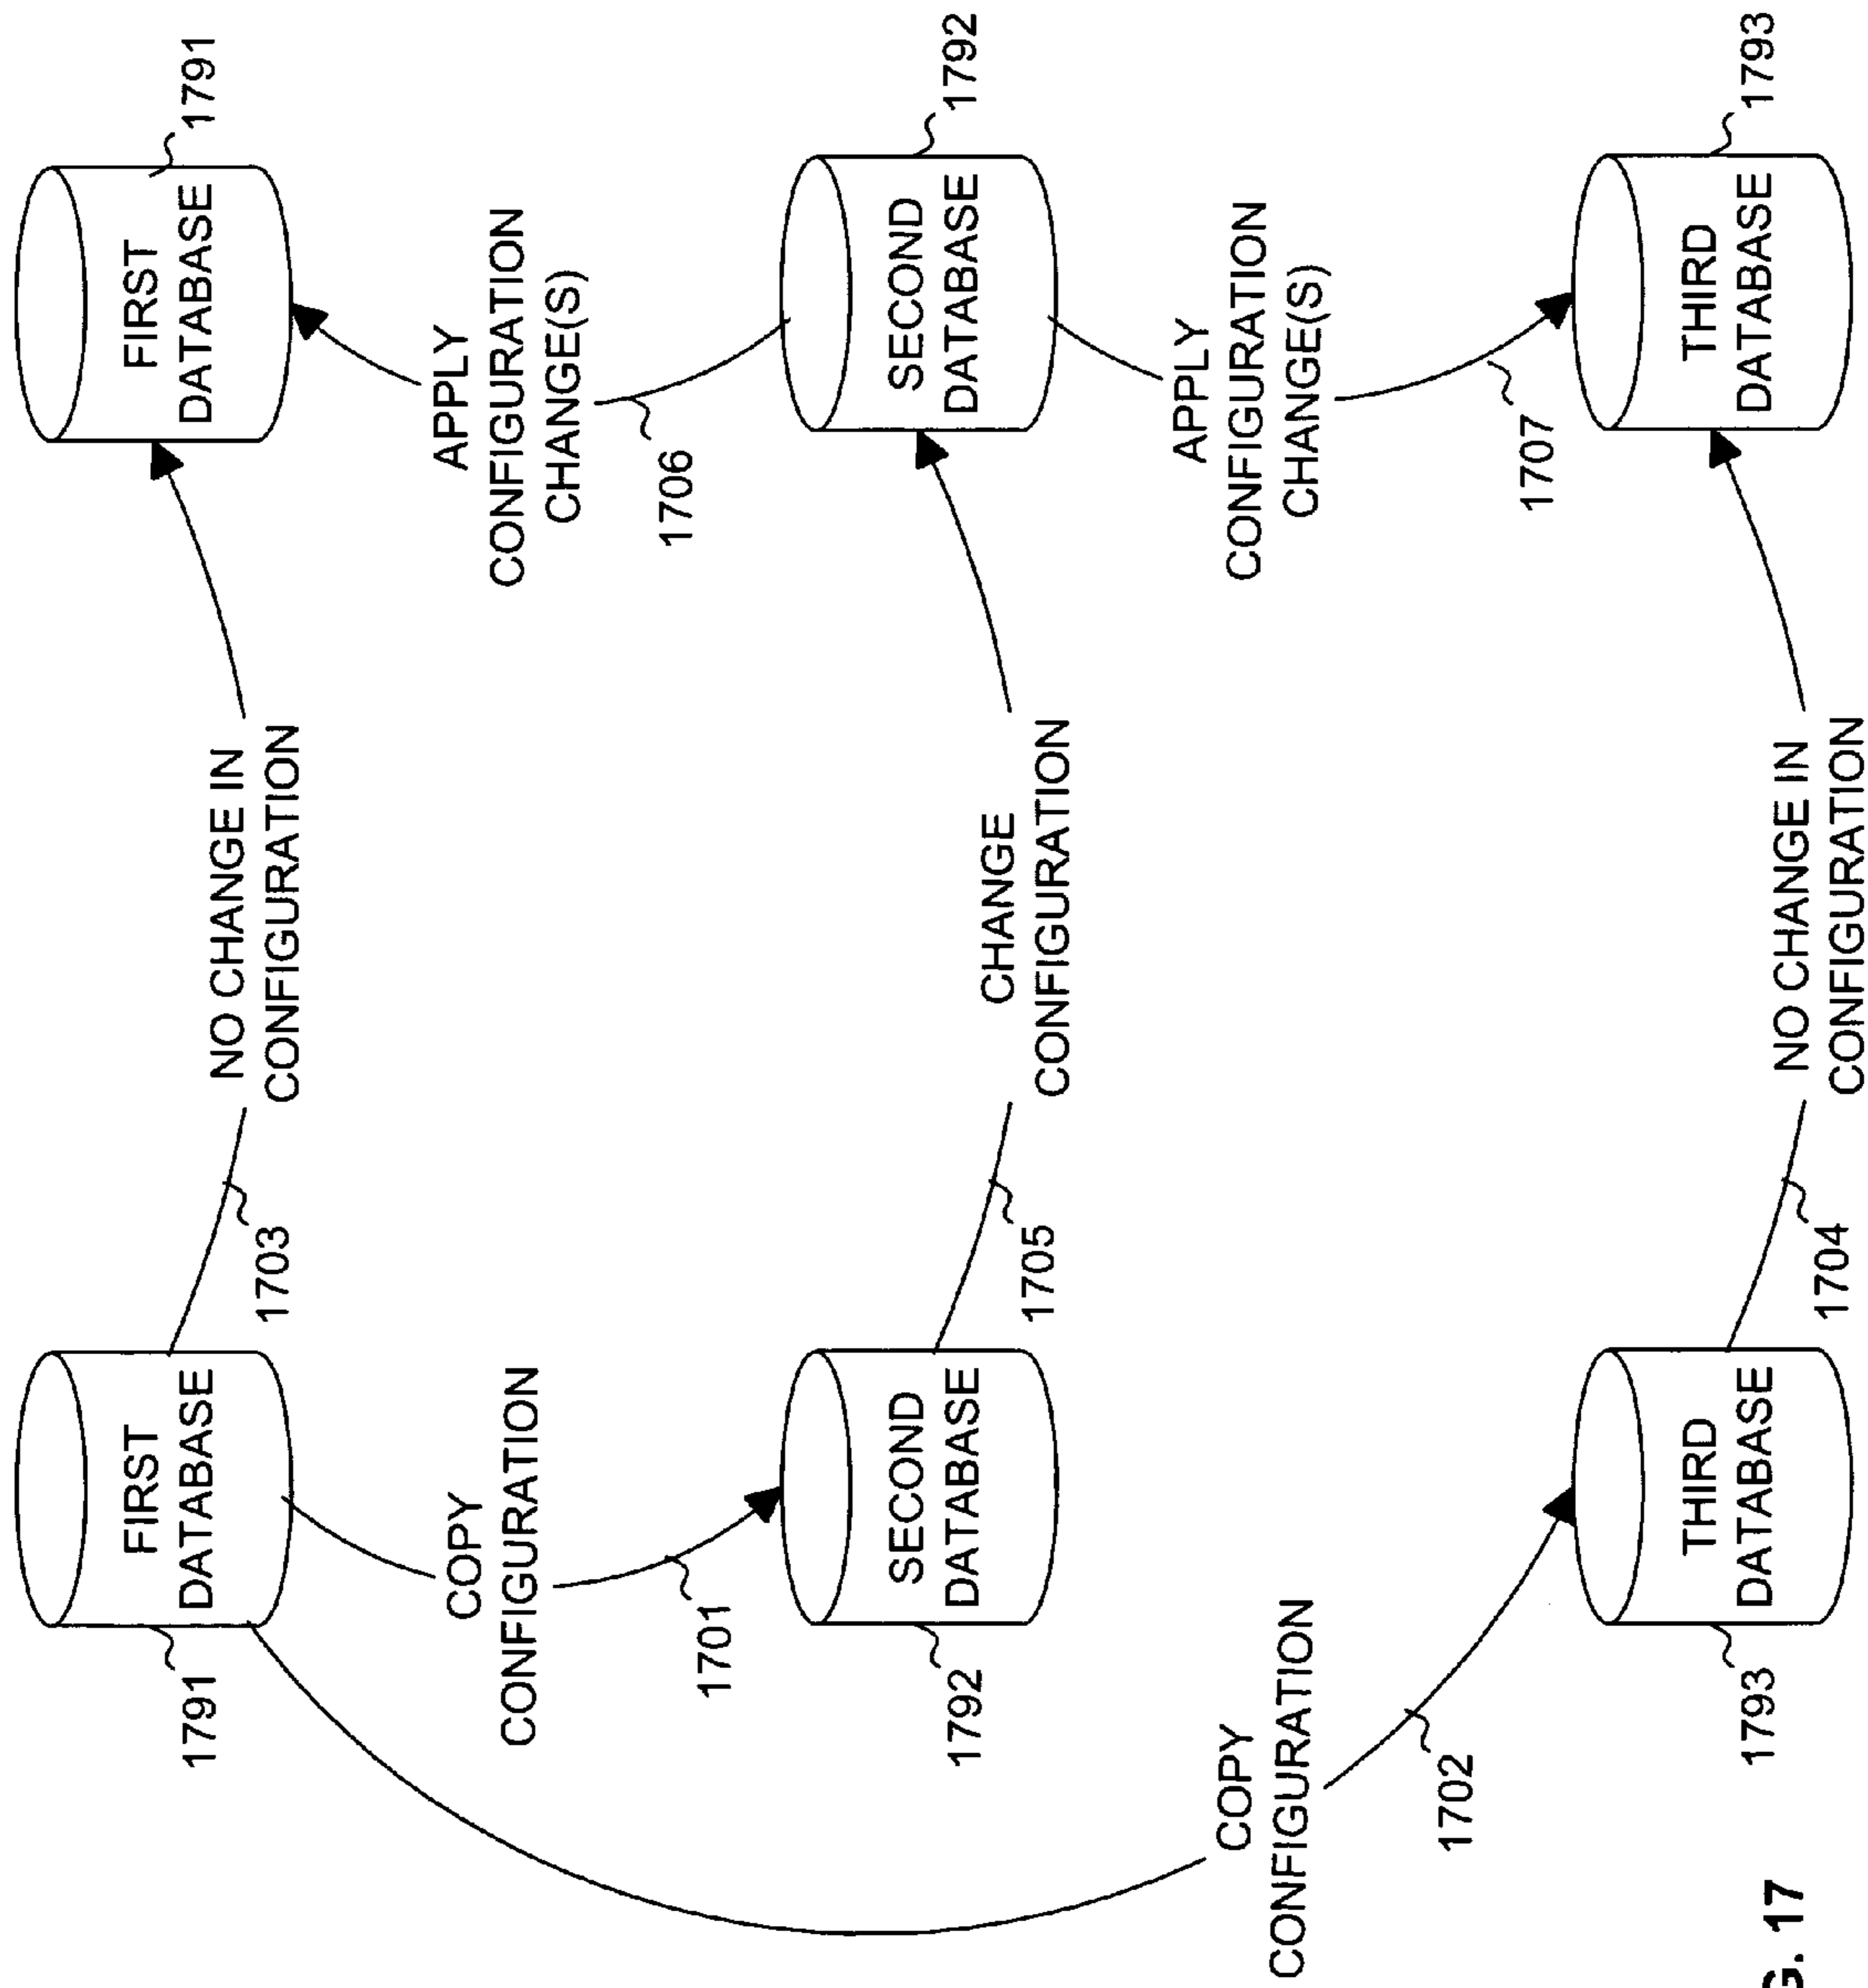 1791
FIRST
DATABASE
1703
NO CHANGE IN
CONFIGURATION
FIRST
DATABASE
1791
COPY
CONFIGURATION
1701
APPLY
CONFIGURATION
CHANGE(S)
1706
1792
SECOND
DATABASE
1705
CHANGE
CONFIGURATION
SECOND
DATABASE
1792
COPY
CONFIGURATION
1702
APPLY
CONFIGURATION
CHANGE(S)
1707
1793
THIRD
DATABASE
1704
NO CHANGE IN
CONFIGURATION
THIRD
DATABASE
1793
G. 17